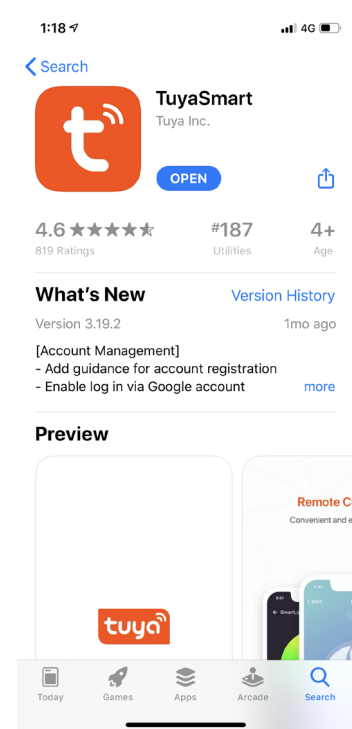 1:18
4G
Search
TuyaSmart
Tuya Inc.
OPEN
4.6
#187
4+
819 Ratings
Utilities
Age
What's New
Version History
Version 3.19.2
1mo ago
[Account Management]
- Add guidance for account registration
- Enable log in via Google account
more
Preview
Remote C
Convenient and e
tuya
Today
Games
Apps
Arcade
Search